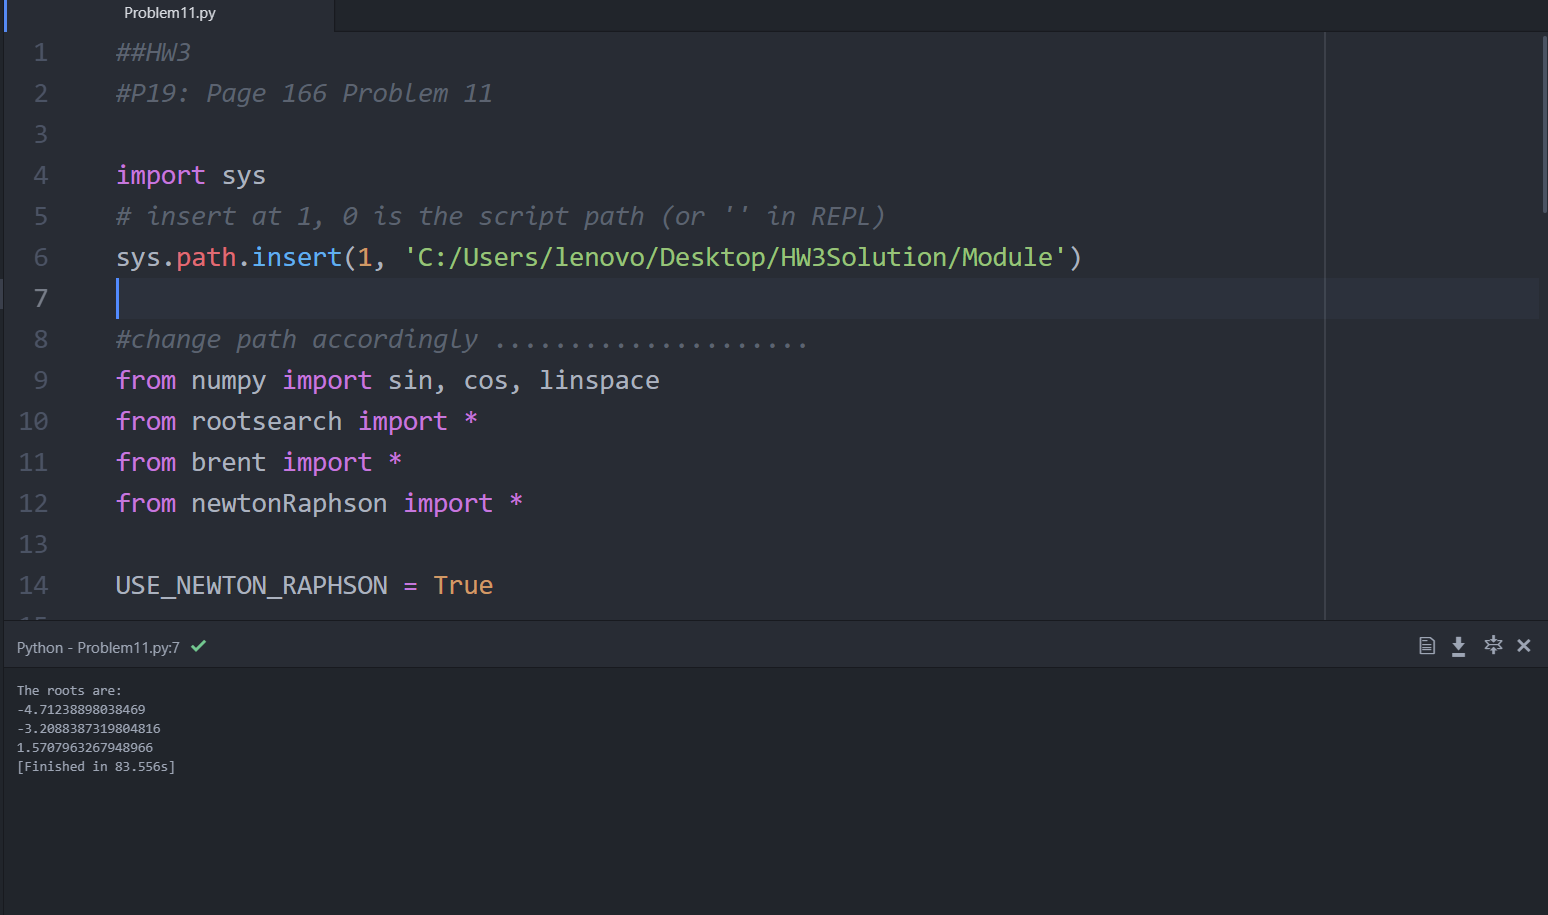 Problem11.py
1 ##HW3
2 #P19: Page 166 Problem 11
3
4 import sys
5 # insert at 1, 0 is the script path (or '' in REPL)
6 sys.path.insert(1, 'C:/Users/lenovo/Desktop/HW3Solution/Module')
7
8 #change path accordingly .....................
9 from numpy import sin, cos, linspace
10 from rootsearch import *
11 from brent import *
12 from newtonRaphson import *
13
14 USE_NEWTON_RAPHSON = True
Python - Problem11.py:7
The roots are:
-4.71238898038469
-3.2088387319804816
1.5707963267948966
[Finished in 83.556s]